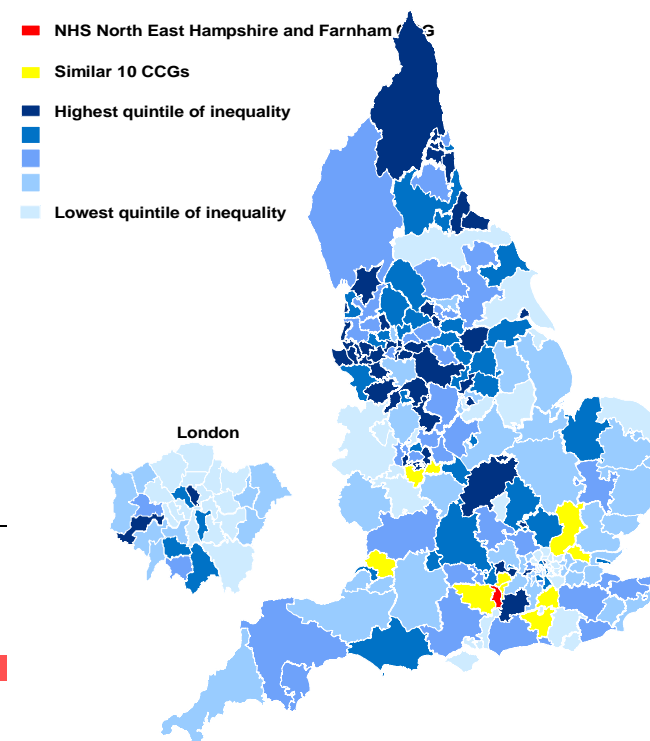 NHS North East Hampshire and Farnham
Similar 10 CCGs
Highest quintile of inequality
Lowest quintile of inequality
London